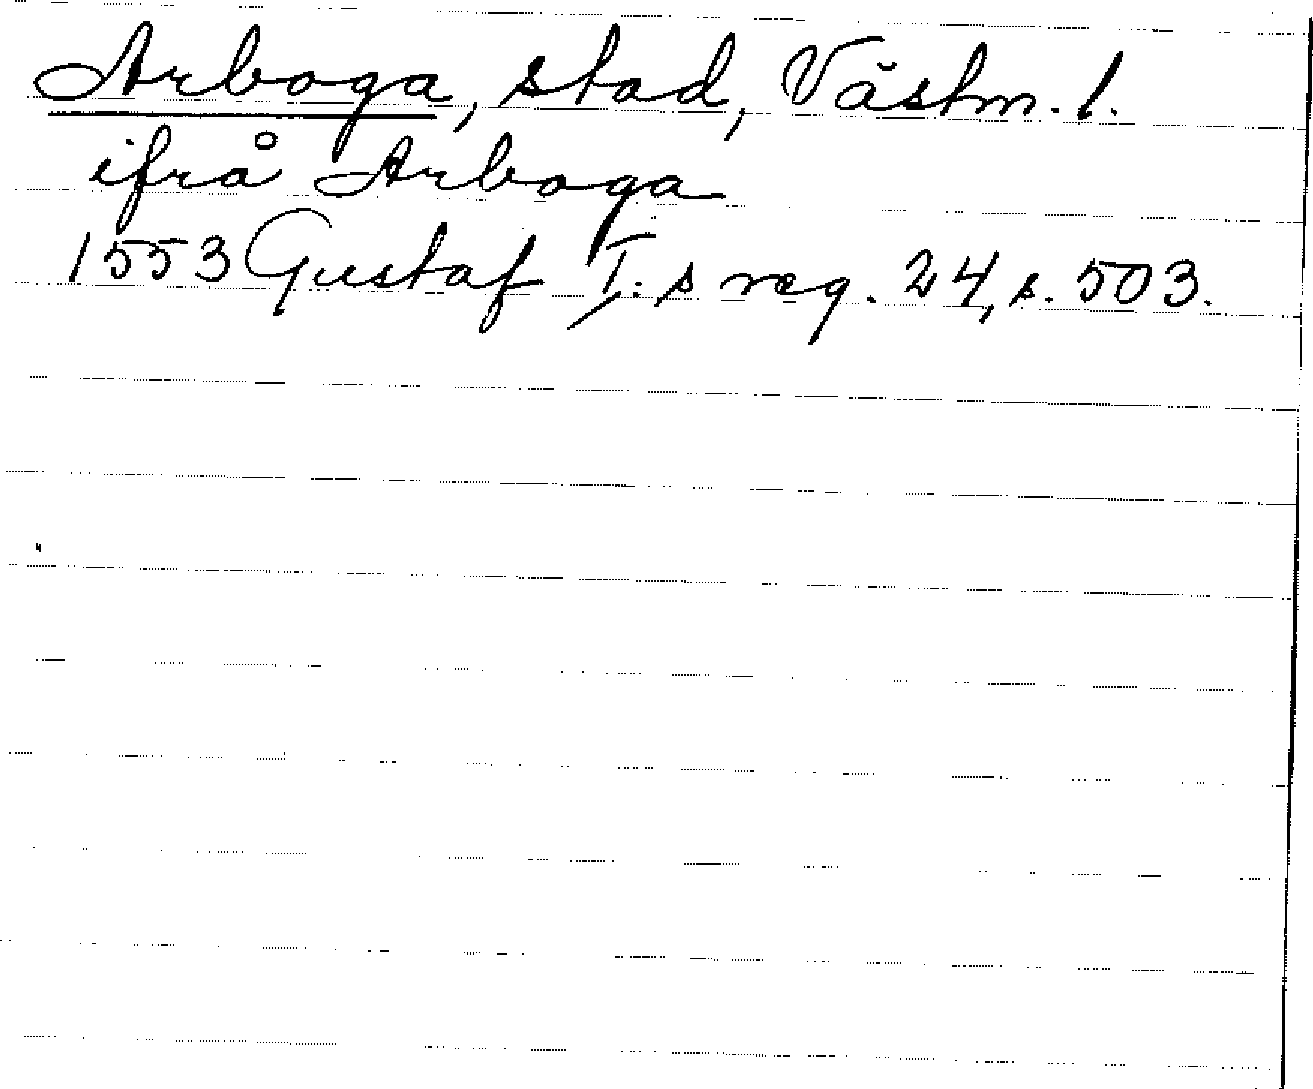 Arboga, stad, Västm. l.
ifrå Arboga
1553 Gustaf I:s reg. 24, s. 503.